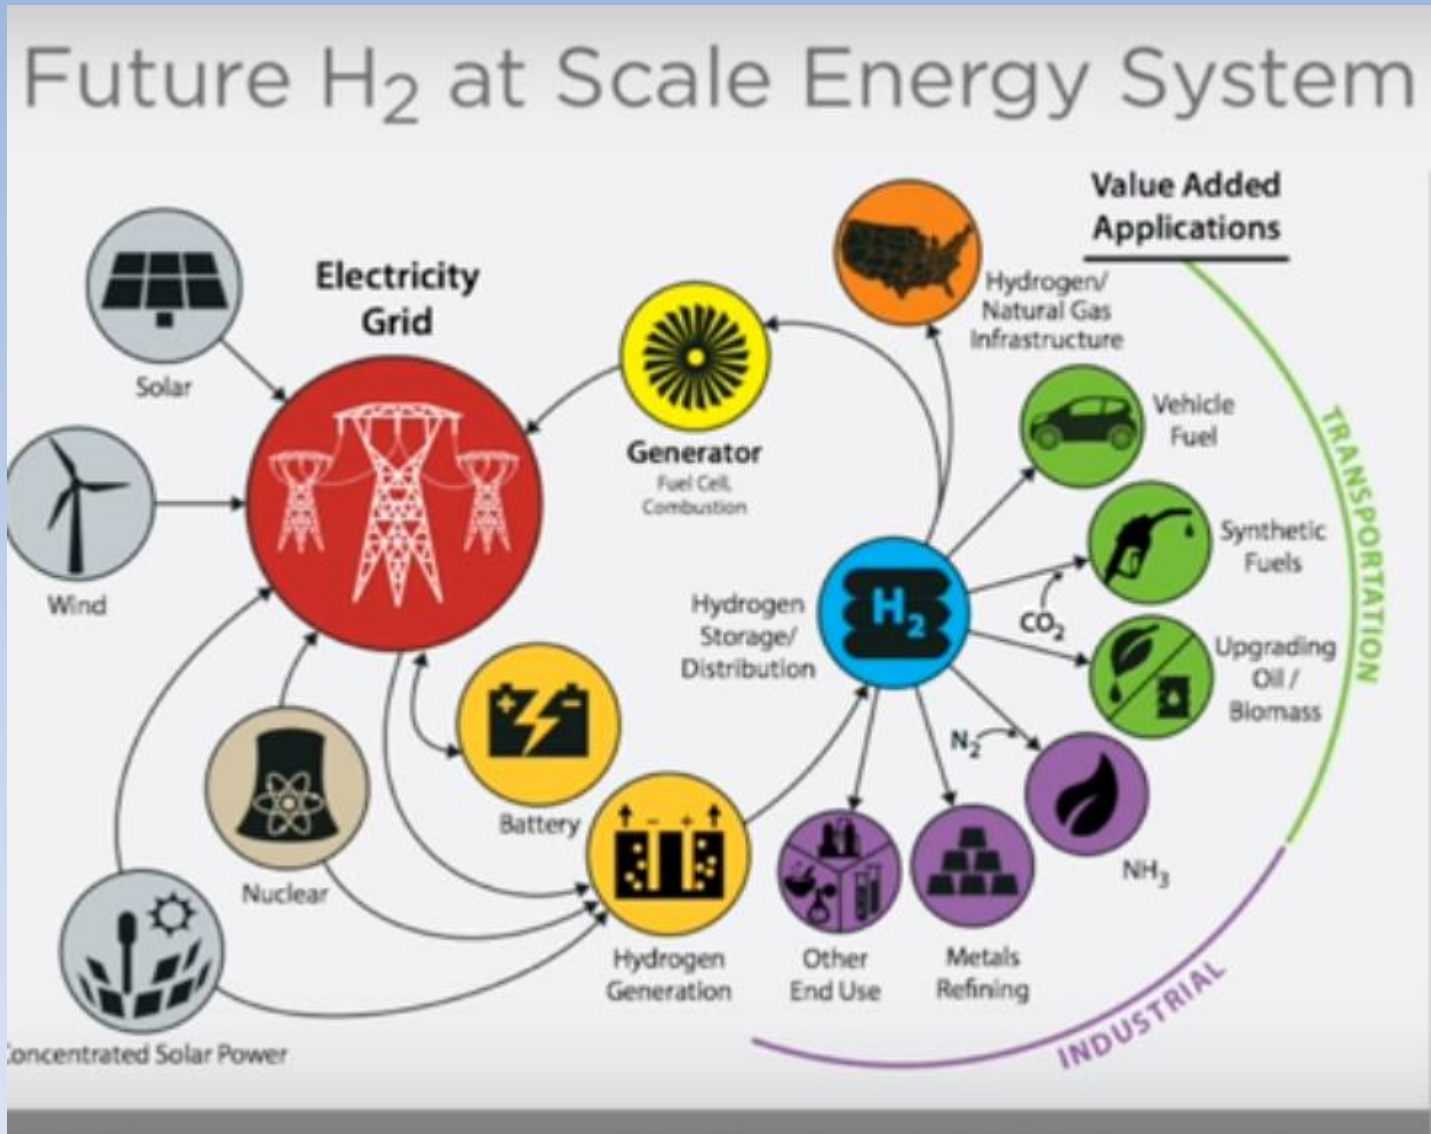 Future H₂ at Scale Energy System
Value Added
Applications
Solar
Electricity
Grid
Wind
Generator
Fuel Cell,
Combustion
Hydrogen/
Natural Gas
Infrastructure
Vehicle
Fuel
Synthetic
Fuels
CO₂
Upgrading
Oil /
Biomass
TRANSPORTATION
H₂
Hydrogen
Storage/
Distribution
N₂
NH₃
Battery
Nuclear
Hydrogen
Generation
Other
End Use
Metals
Refining
INDUSTRIAL
oncentrated Solar Power